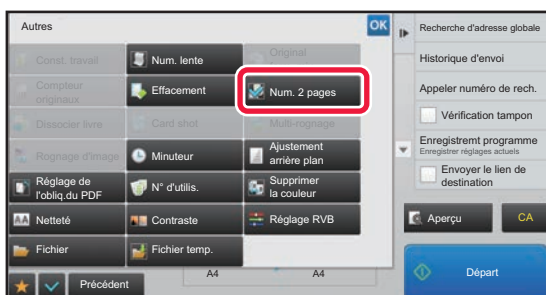 Autres
OK
Const. travail
Num. lente
Original
Compteur
originaux
Effacement
Num. 2 pages
Dissocier livre
Card shot
Multi-rognage
Rognage d'image
Minuteur
Ajustement
arrière plan
Réglage de
l'obliq.du PDF
N° d'utilis.
Supprimer
la couleur
Netteté
Contraste
Réglage RVB
Fichier
Fichier temp.
Précédent
A4
A4
Recherche d'adresse globale
Historique d'envoi
Appeler numéro de rech.
Vérification tampon
Enregistremt programme
Enregistrer réglages actuels
Envoyer le lien de
destination
Aperçu
CA
Départ